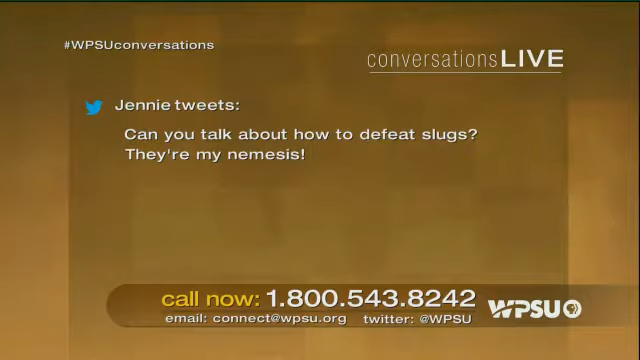 #WPSUconversations
conversationsLIVE
Jennie tweets:
Can you talk about how to defeat slugs?
They're my nemesis!
call now: 1.800.543.8242
WPSU
email: connect@wpsu.org twitter: @WPSU